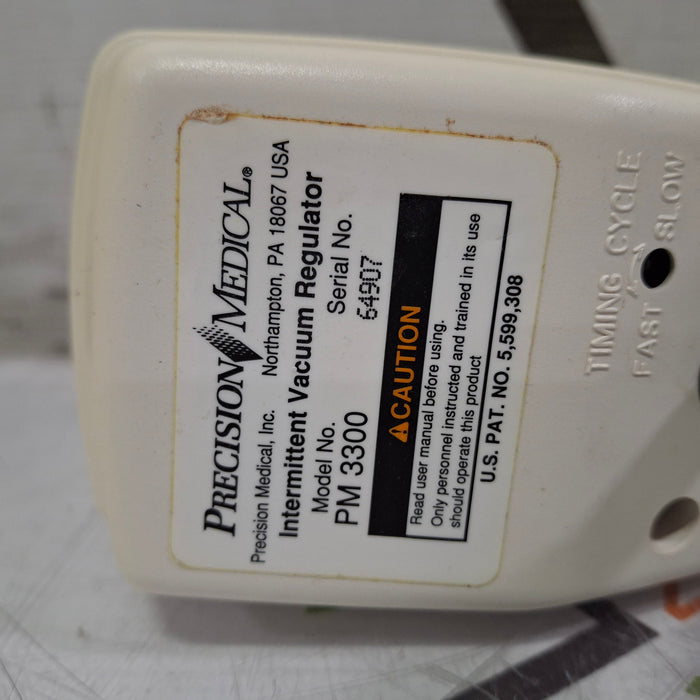 PRECISION MEDICAL®
Precision Medical, Inc. Northampton, PA 18067 USA
Intermittent Vacuum Regulator
Model No. Serial No.
PM 3300 64907
⚠CAUTION
Read user manual before using.
Only personnel instructed and trained in its use
should operate this product
U.S. PAT. NO. 5,599,308
TIMING CYCLE
FAST SLOW